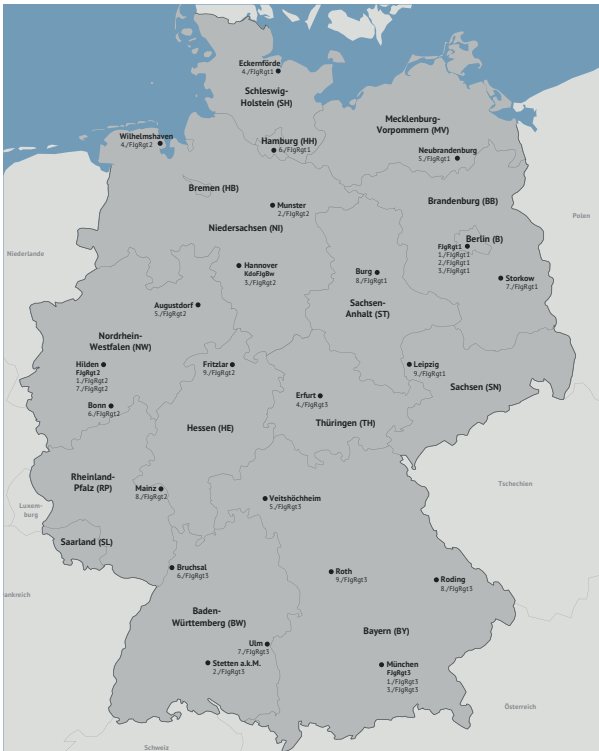 Eckernförde
4./FJgRgt1
Schleswig-
Holstein (SH)
Mecklenburg-
Vorpommern (MV)
Wilhelmshaven
4./FJgRgt2
Hamburg (HH)
6./FJgRgt1
Neubrandenburg
5./FJgRgt1
Bremen (HB)
Munster
2./FJgRgt2
Brandenburg (BB)
Niedersachsen (NI)
Polen
Berlin (B)
FJgRgt1
1./FJgRgt1
2./FJgRgt1
3./FJgRgt1
Niederlande
Hannover
KdoFJgBw
3./FJgRgt2
Burg
8./FJgRgt1
Storkow
7./FJgRgt1
Augustdorf
5./FJgRgt2
Sachsen-
Anhalt (ST)
Nordrhein-
Westfalen (NW)
Hilden
FJgRgt2
1./FJgRgt2
7./FJgRgt2
Fritzlar
9./FJgRgt2
Leipzig
9./FJgRgt1
Sachsen (SN)
Bonn
6./FJgRgt2
Erfurt
4./FJgRgt3
Hessen (HE)
Thüringen (TH)
Rheinland-
Pfalz (RP)
Mainz
8./FJgRgt2
Veitshöchheim
5./FJgRgt3
Tschechien
Luxem-
burg
Saarland (SL)
Bruchsal
6./FJgRgt3
Roth
9./FJgRgt3
Roding
8./FJgRgt3
ankreich
Baden-
Württemberg (BW)
Bayern (BY)
Ulm
7./FJgRgt3
Stetten a.k.M.
2./FJgRgt3
München
FJgRgt3
1./FJgRgt3
3./FJgRgt3
Österreich
Schweiz